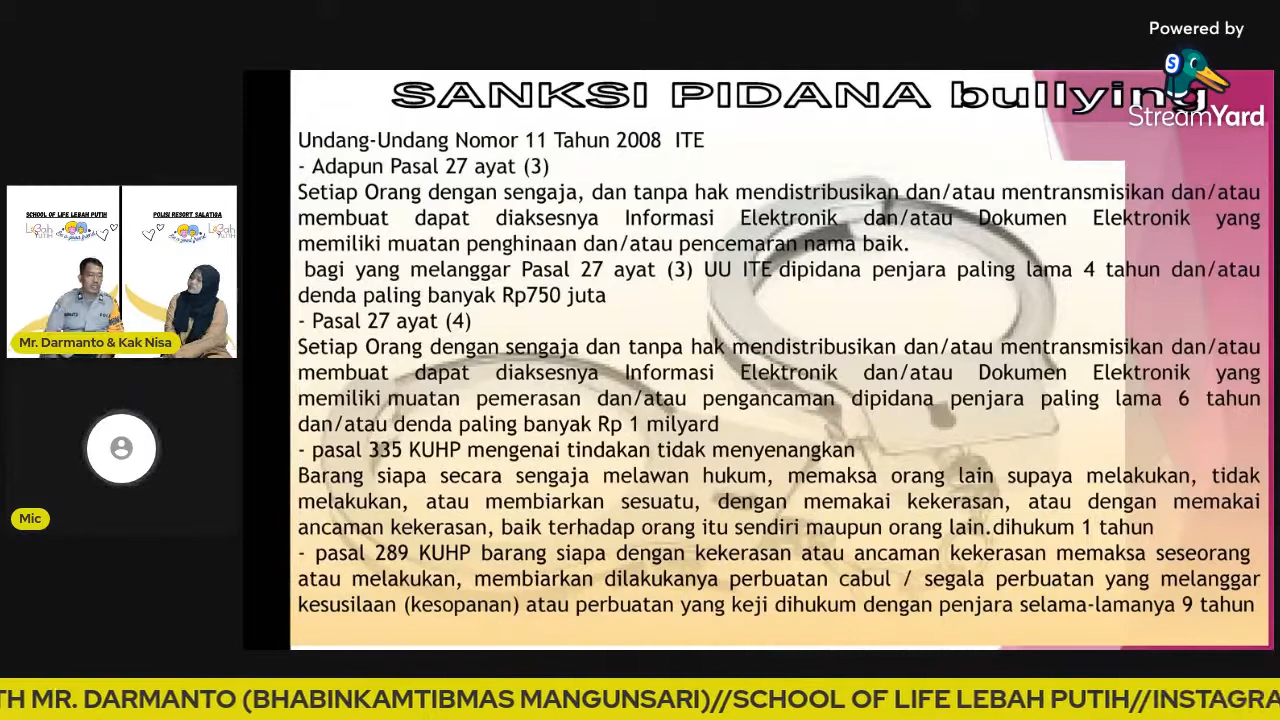 Powered by
StreamYard
SANKSI PIDANA bullying
Undang-Undang Nomor 11 Tahun 2008 ITE
- Adapun Pasal 27 ayat (3)
Setiap Orang dengan sengaja, dan tanpa hak mendistribusikan dan/atau mentransmisikan dan/atau
membuat dapat diaksesnya Informasi Elektronik dan/atau Dokumen Elektronik yang
memiliki muatan penghinaan dan/atau pencemaran nama baik.
bagi yang melanggar Pasal 27 ayat (3) UU ITE dipidana penjara paling lama 4 tahun dan/atau
denda paling banyak Rp750 juta
- Pasal 27 ayat (4)
Setiap Orang dengan sengaja dan tanpa hak mendistribusikan dan/atau mentransmisikan dan/atau
membuat dapat diaksesnya Informasi Elektronik dan/atau Dokumen Elektronik yang
memiliki muatan pemerasan dan/atau pengancaman dipidana penjara paling lama 6 tahun
dan/atau denda paling banyak Rp 1 milyard
- pasal 335 KUHP mengenai tindakan tidak menyenangkan
Barang siapa secara sengaja melawan hukum, memaksa orang lain supaya melakukan, tidak
melakukan, atau membiarkan sesuatu, dengan memakai kekerasan, atau dengan memakai
ancaman kekerasan, baik terhadap orang itu sendiri maupun orang lain.dihukum 1 tahun
- pasal 289 KUHP barang siapa dengan kekerasan atau ancaman kekerasan memaksa seseorang
atau melakukan, membiarkan dilakukanya perbuatan cabul / segala perbuatan yang melanggar
kesusilaan (kesopanan) atau perbuatan yang keji dihukum dengan penjara selama-lamanya 9 tahun
SCHOOL OF LIFE LEBAH PUTIH
POLISI RESORT SALATIGA
Mr. Darmanto & Kak Nisa
Mic
TH MR. DARMANTO (BHABINKAMTIBMAS MANGUNSARI)//SCHOOL OF LIFE LEBAH PUTIH//INSTAGRA